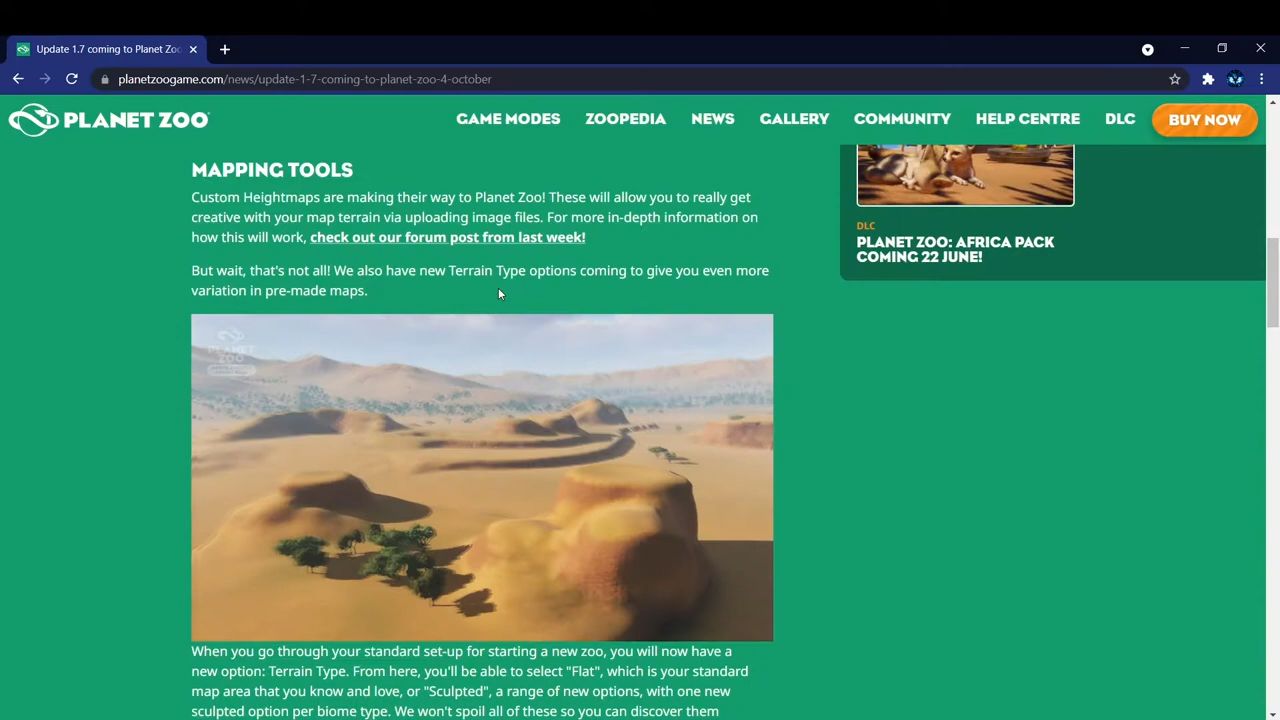 Update 1.7 coming to Planet Zoo
planetzoogame.com/news/update-1-7-coming-to-planet-zoo-4-october
PLANET ZOO
GAME MODES
ZOOPEDIA
NEWS
GALLERY
COMMUNITY
HELP CENTRE
DLC
BUY NOW
MAPPING TOOLS
Custom Heightmaps are making their way to Planet Zoo! These will allow you to really get
creative with your map terrain via uploading image files. For more in-depth information on
how this will work, check out our forum post from last week!
But wait, that's not all! We also have new Terrain Type options coming to give you even more
variation in pre-made maps.
PLANET
ZOO
When you go through your standard set-up for starting a new zoo, you will now have a
new option: Terrain Type. From here, you'll be able to select "Flat", which is your standard
map area that you know and love, or "Sculpted", a range of new options, with one new
sculpted option per biome type. We won't spoil all of these so you can discover them
DLC
PLANET ZOO: AFRICA PACK
COMING 22 JUNE!